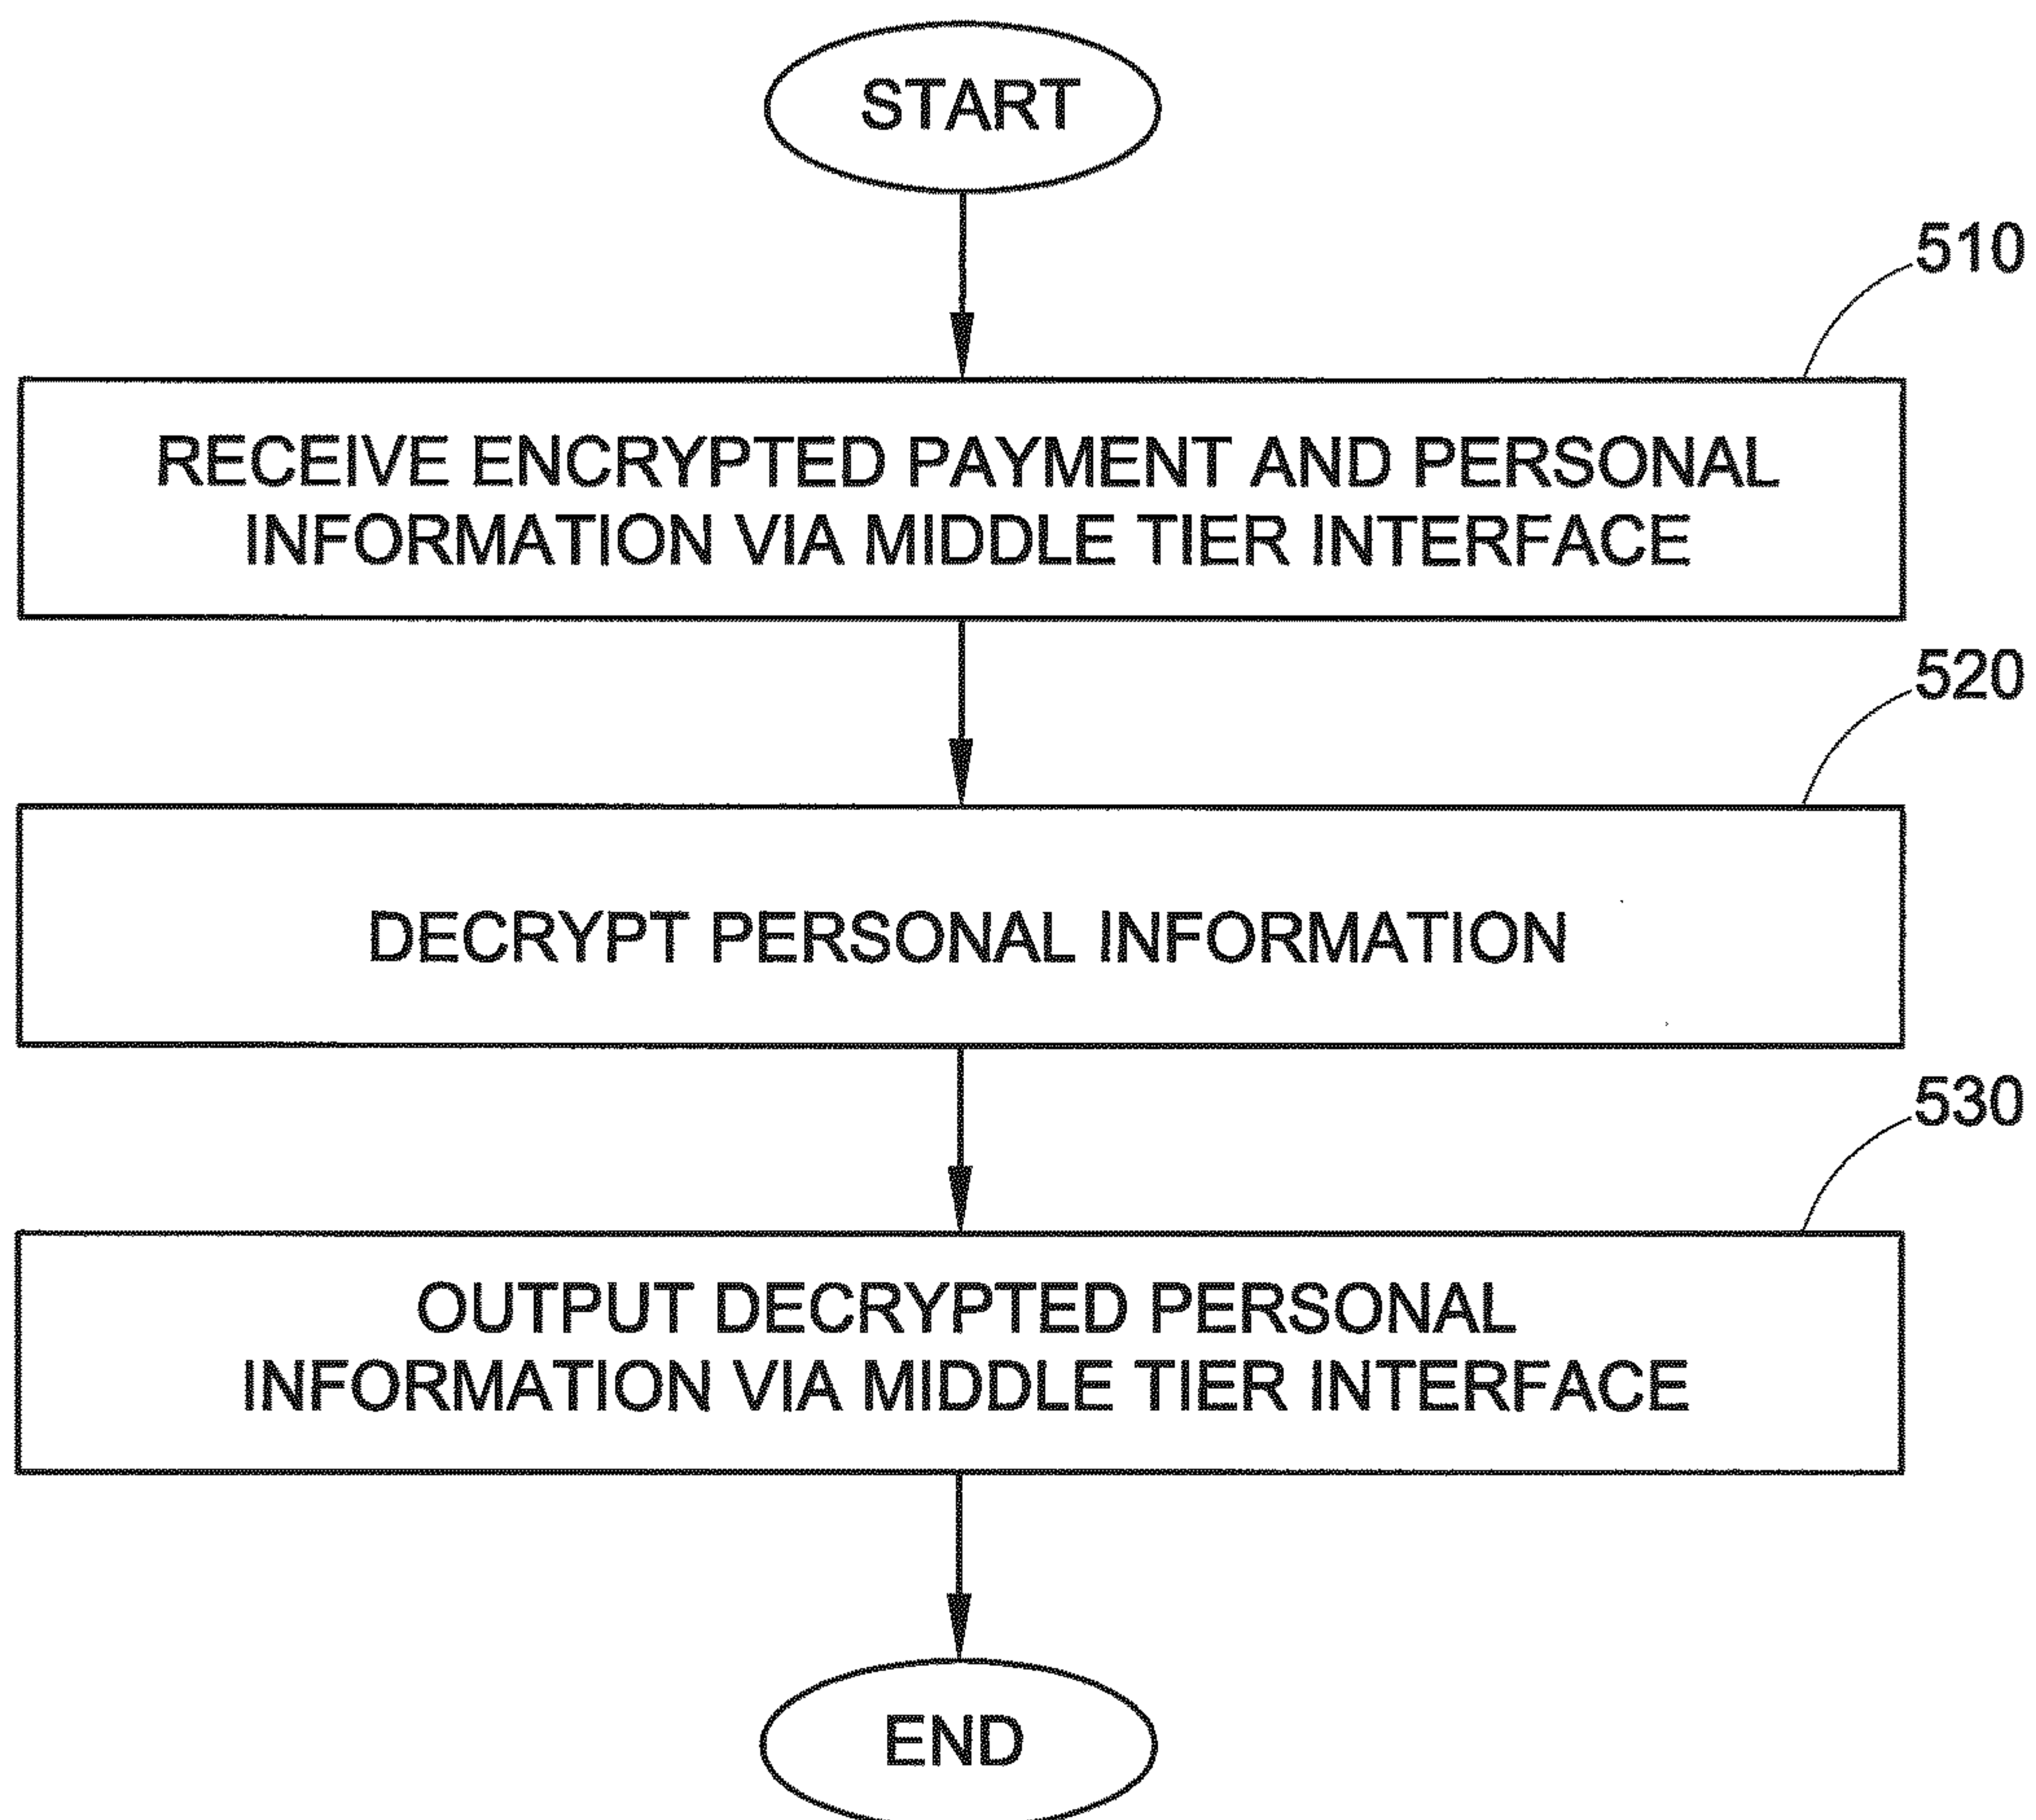 START
510
RECEIVE ENCRYPTED PAYMENT AND PERSONAL
INFORMATION VIA MIDDLE TIER INTERFACE
520
DECRYPT PERSONAL INFORMATION
530
OUTPUT DECRYPTED PERSONAL
INFORMATION VIA MIDDLE TIER INTERFACE
END